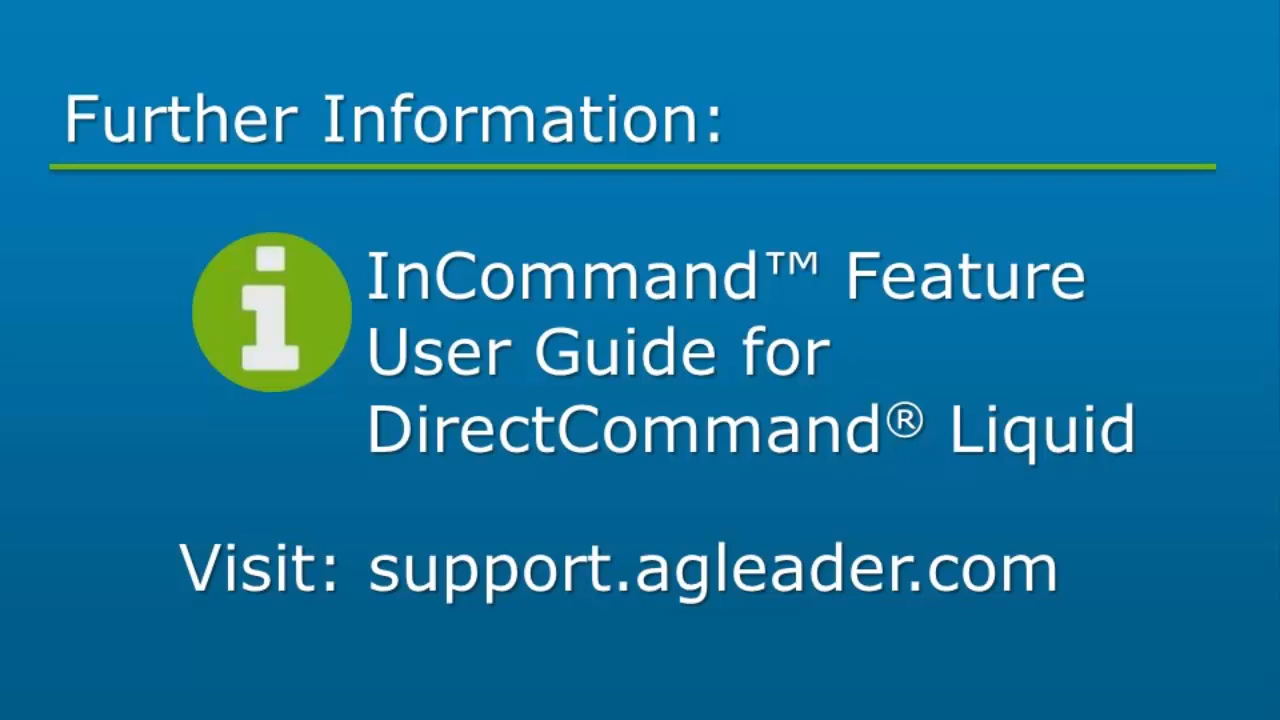 Further Information:
InCommand™ Feature
User Guide for
DirectCommand® Liquid
Visit: support.agleader.com